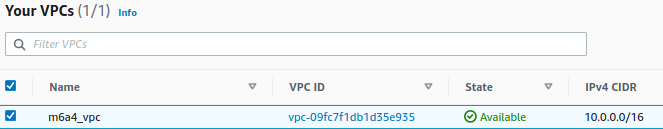 Your VPCs (1/1) Info
Filter VPCs
Name VPC ID State IPv4 CIDR
m6a4_vpc vpc-09fc7f1db1d35e935 Available 10.0.0.0/16